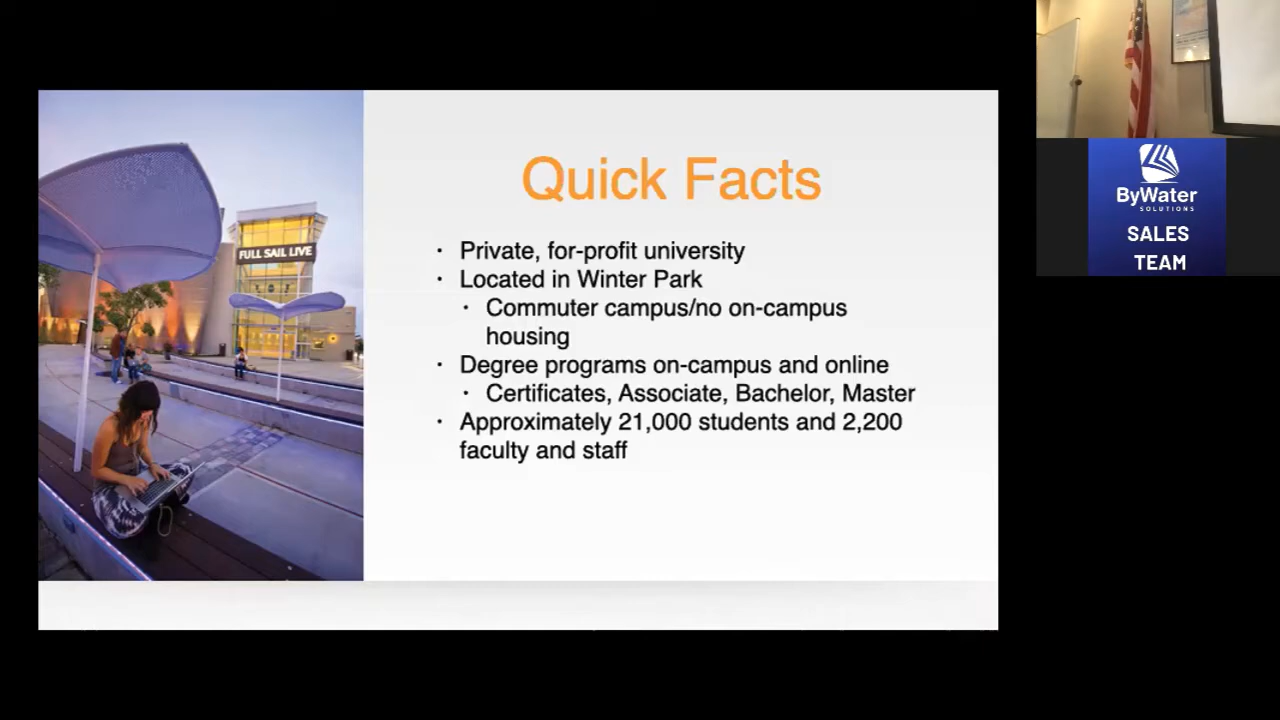 Quick Facts
· Private, for-profit university
· Located in Winter Park
· Commuter campus/no on-campus
housing
· Degree programs on-campus and online
· Certificates, Associate, Bachelor, Master
· Approximately 21,000 students and 2,200
faculty and staff
FULL SAIL LIVE
ByWater
SOLUTIONS
SALES
TEAM